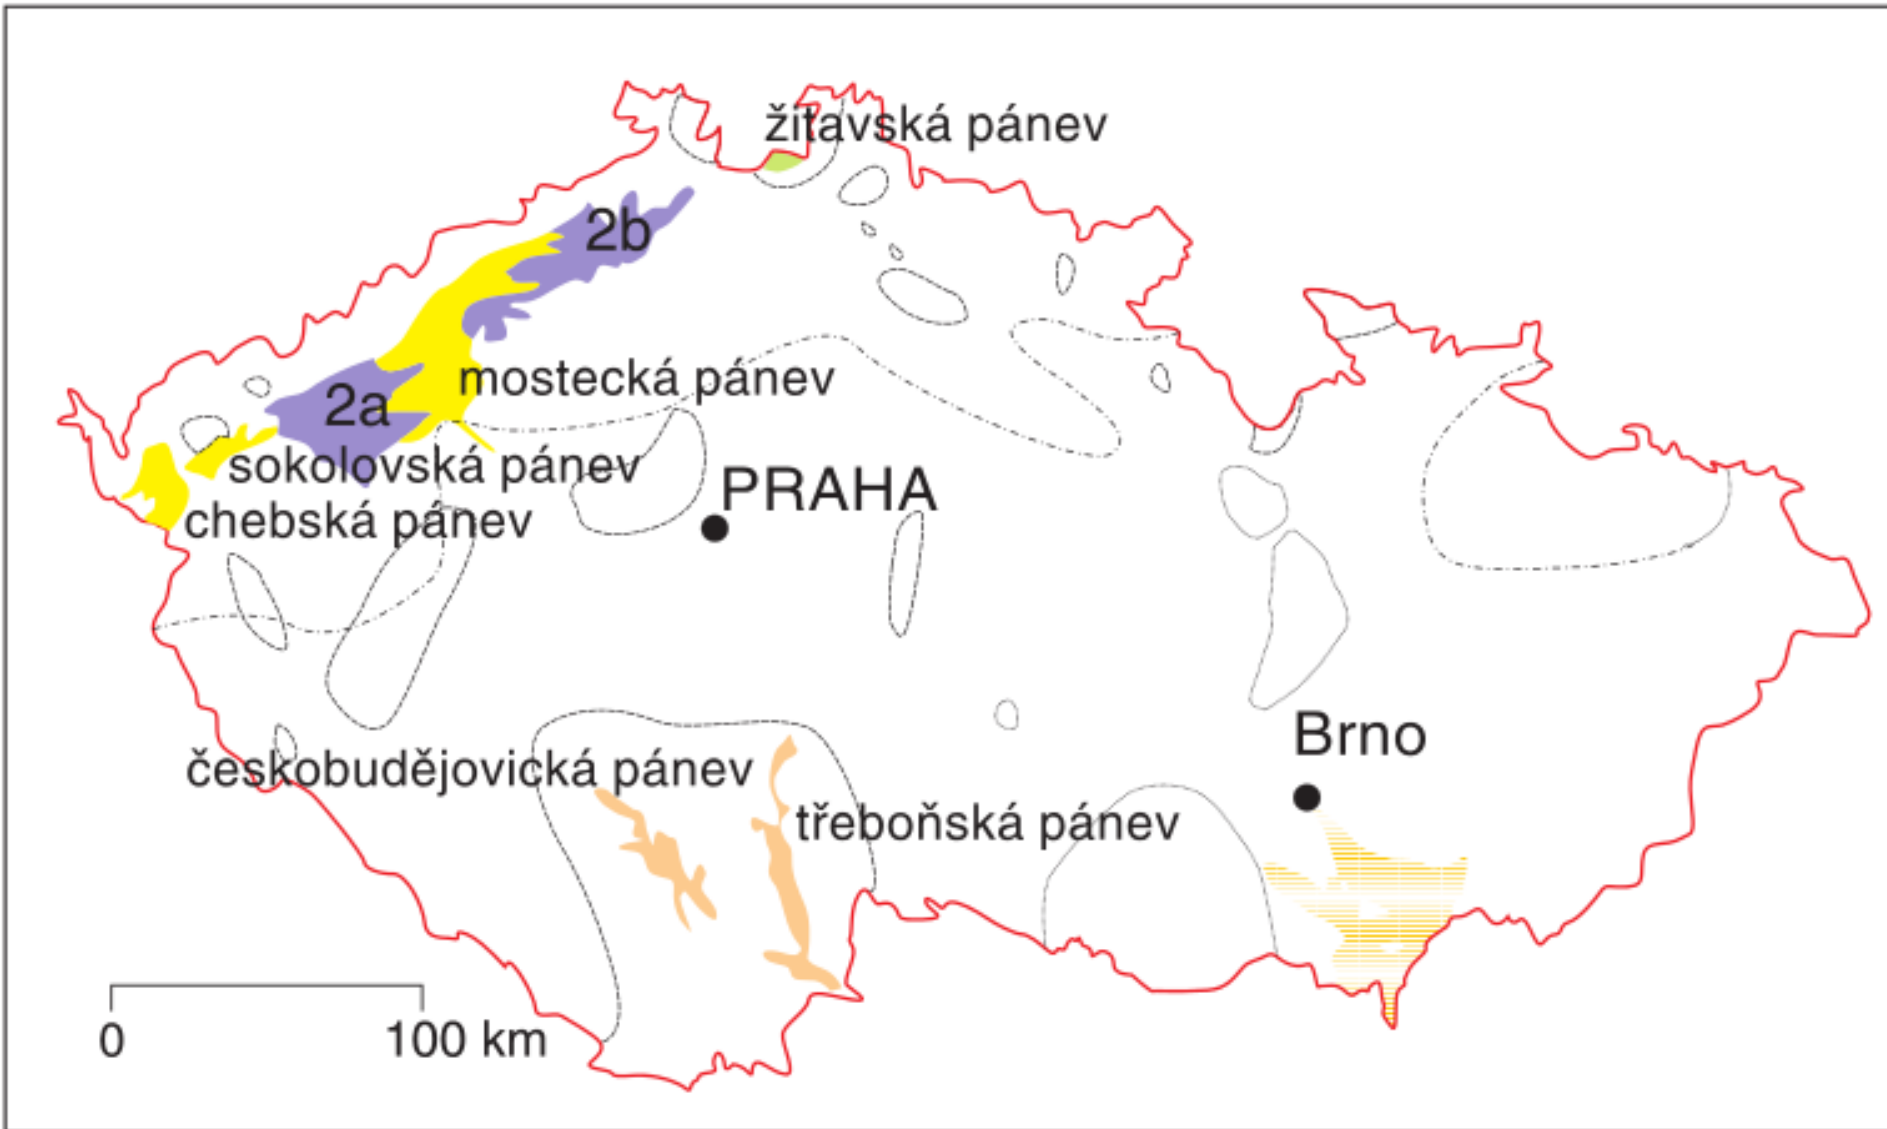 žitavská pánev
2b
mostecká pánev
2a
sokolovská pánev
PRAHA
chebská pánev
Brno
českobudějovická pánev
třeboňská pánev
0 100 km